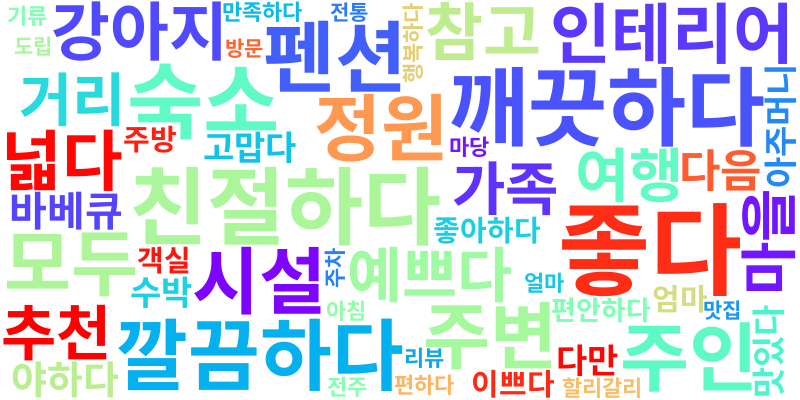 기류
강아지
만족하다
전통
펜션
행복하다
참고
인테리어
도립
방문
거리
숙소
정원
깨끗하다
아주머니
넓다
주방
고맙다
마당
여행
다음
바베큐
친절하다
가족
좋다
마을
모두
객실
시설
주차
예쁘다
좋아하다
수박
얼마
추천
깔끔하다
아침
주변
편안하다
엄마
맛집
맛있다
야하다
전주
리뷰
편하다
이쁘다
다만
할리갈리
주인